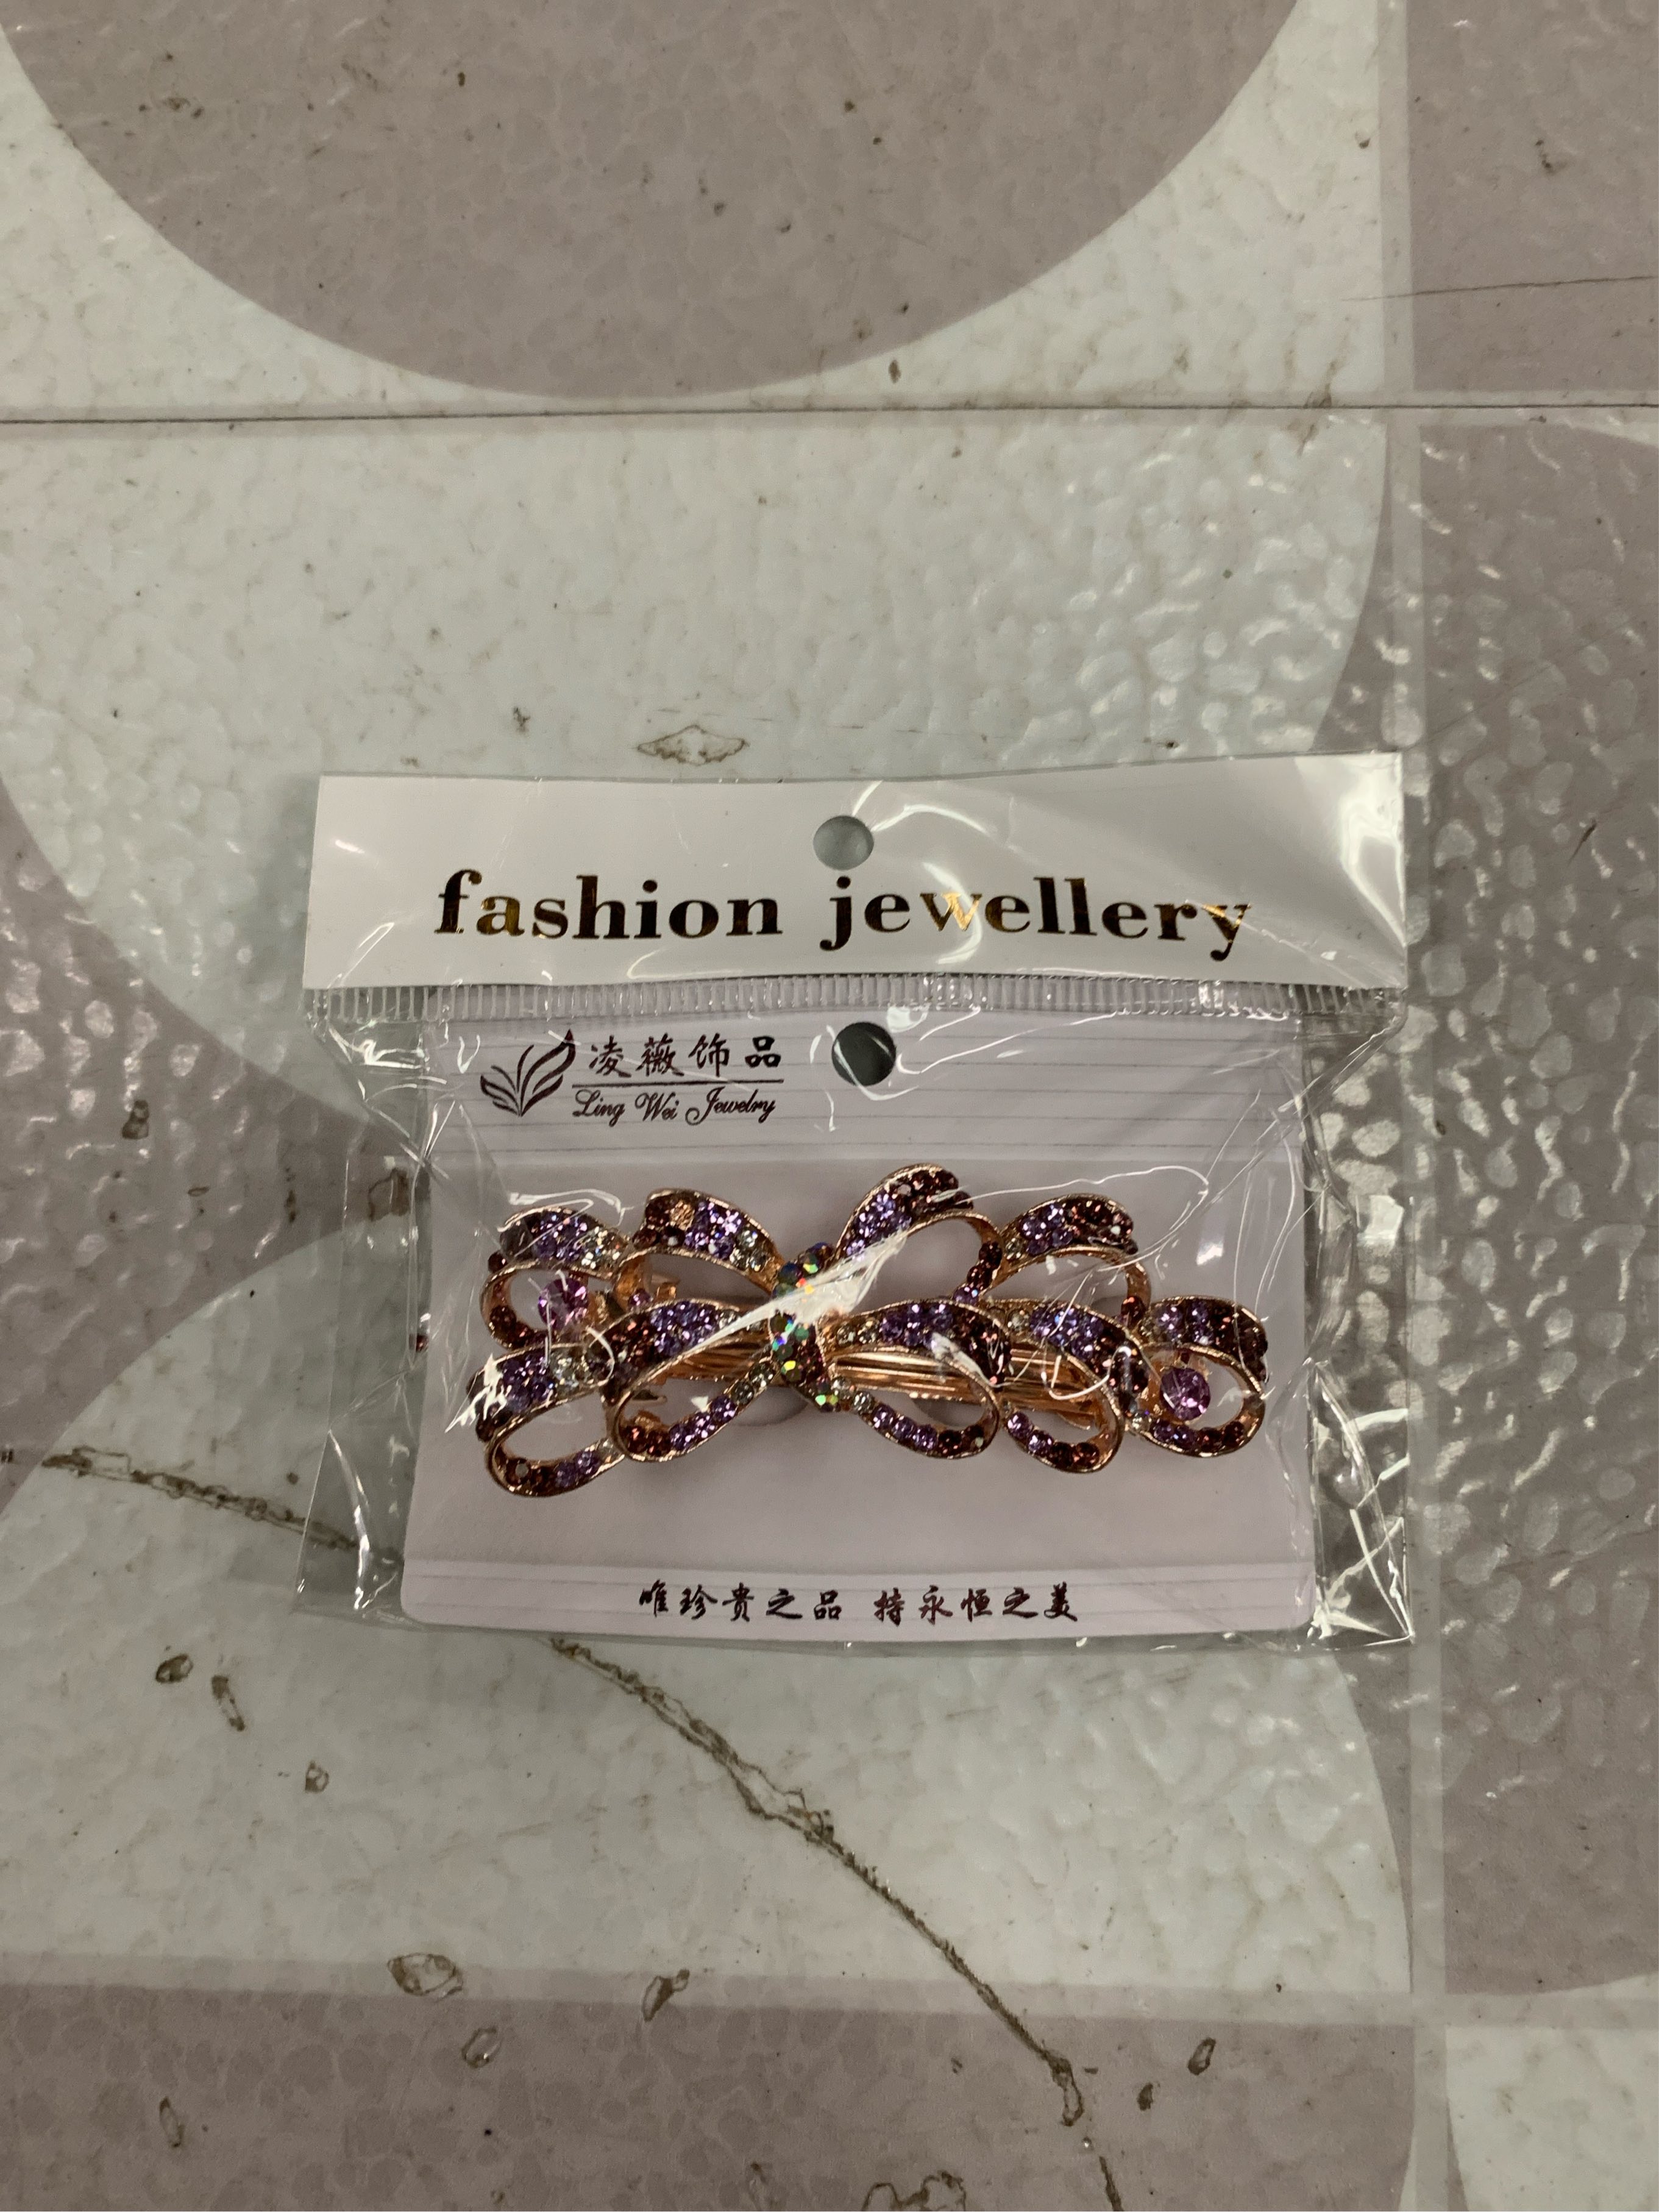 fashion jewellery
凌薇饰品
Ling Wei Jewelry
唯珍贵之品 持永恒之美